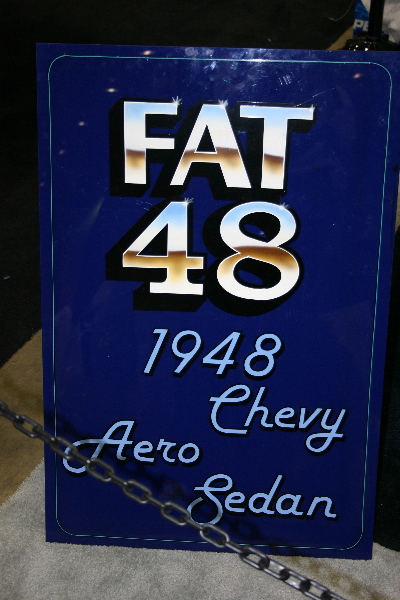 FAT
48
1948
Chevy
Aero
Sedan